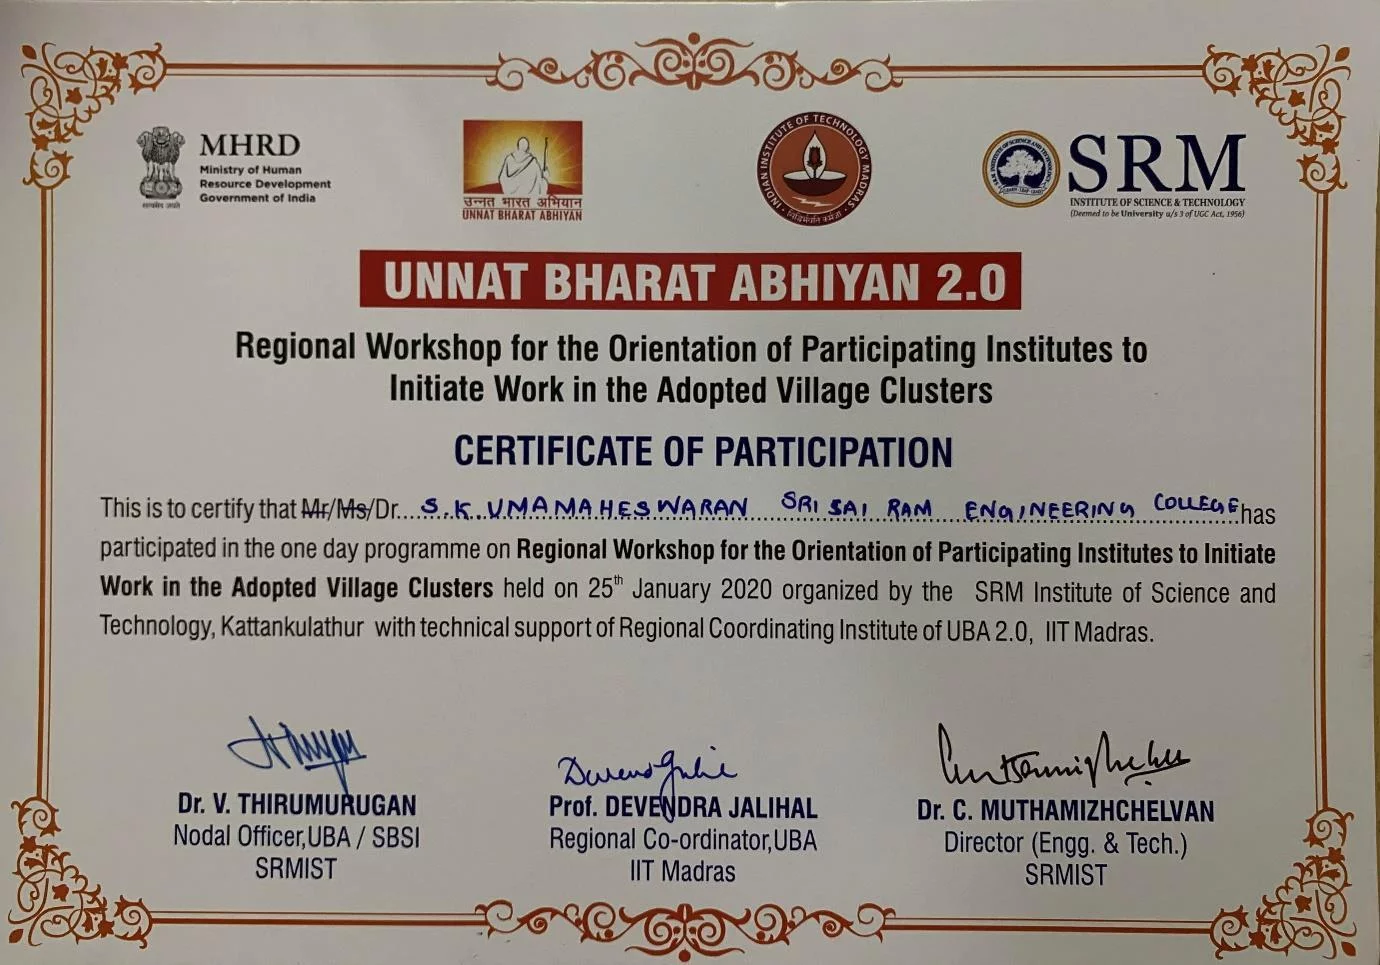 MHRD
Ministry of Human
Resource Development
Government of India
सत्यमेव जयते
उन्नत भारत अभियान
UNNAT BHARAT ABHIYAN
INDIAN INSTITUTE OF TECHNOLOGY MADRAS
सिद्धिर्भवति कर्मजा
SRM
INSTITUTE OF SCIENCE & TECHNOLOGY
(Deemed to be University u/s 3 of UGC Act, 1956)
UNNAT BHARAT ABHIYAN 2.0
Regional Workshop for the Orientation of Participating Institutes to
Initiate Work in the Adopted Village Clusters
CERTIFICATE OF PARTICIPATION
This is to certify that Mr/Ms/Dr....S.K.UMAMAHESWARAN SRI SAI RAM ENGINEERING COLLEGE has
participated in the one day programme on Regional Workshop for the Orientation of Participating Institutes to Initiate
Work in the Adopted Village Clusters held on 25th January 2020 organized by the SRM Institute of Science and
Technology, Kattankulathur with technical support of Regional Coordinating Institute of UBA 2.0, IIT Madras.
Dr. V. THIRUMURUGAN
Nodal Officer,UBA / SBSI
SRMIST
Prof. DEVENDRA JALIHAL
Regional Co-ordinator,UBA
IIT Madras
Dr. C. MUTHAMIZHCHELVAN
Director (Engg. & Tech.)
SRMIST